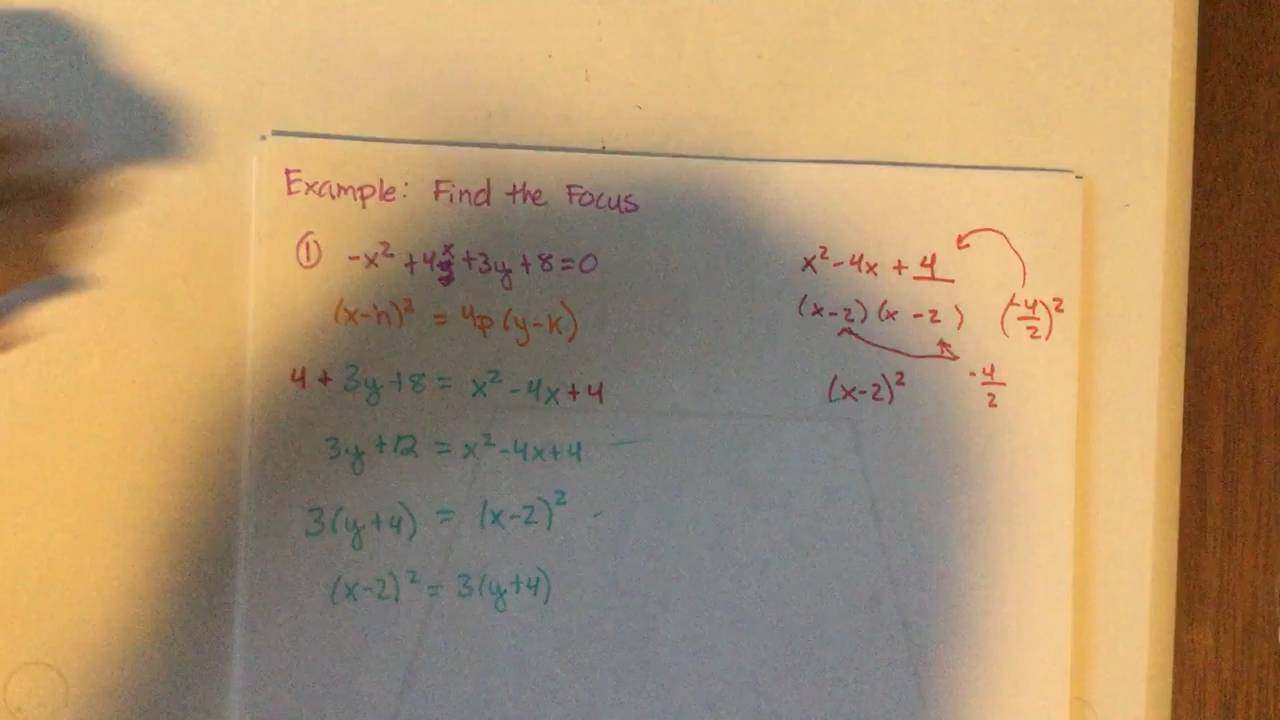 Example: Find the Focus
① -x² + 4x + 3y + 8 = 0
(x-h)² = 4p(y-k)
4 + 3y + 8 = x² - 4x + 4
3y + 12 = x² - 4x + 4
3(y+4) = (x-2)²
(x-2)² = 3(y+4)
x² - 4x + 4
(x-2)(x-2) (-4/2)²
(x-2)² -4/2